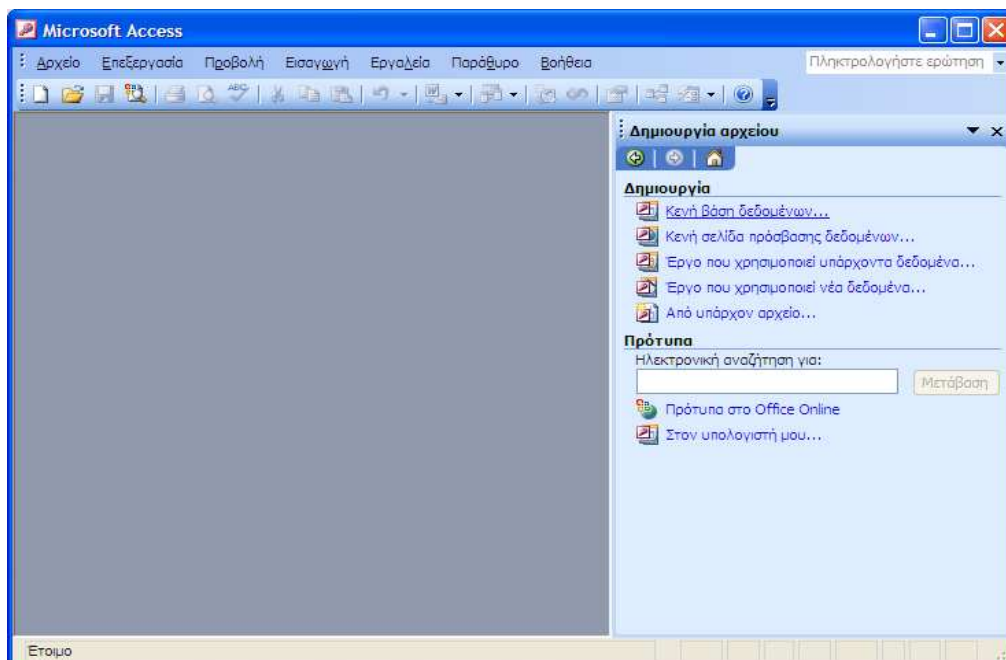 Microsoft Access
Αρχείο Επεξεργασία Προβολή Εισαγωγή Εργαλεία Παράθυρο Βοήθεια Πληκτρολογήστε ερώτηση
Δημιουργία αρχείου
Δημιουργία
Κενή βάση δεδομένων...
Κενή σελίδα πρόσβασης δεδομένων...
Έργο που χρησιμοποιεί υπάρχοντα δεδομένα...
Έργο που χρησιμοποιεί νέα δεδομένα...
Από υπάρχον αρχείο...
Πρότυπα
Ηλεκτρονική αναζήτηση για:
Μετάβαση
Πρότυπα στο Office Online
Στον υπολογιστή μου...
Έτοιμο